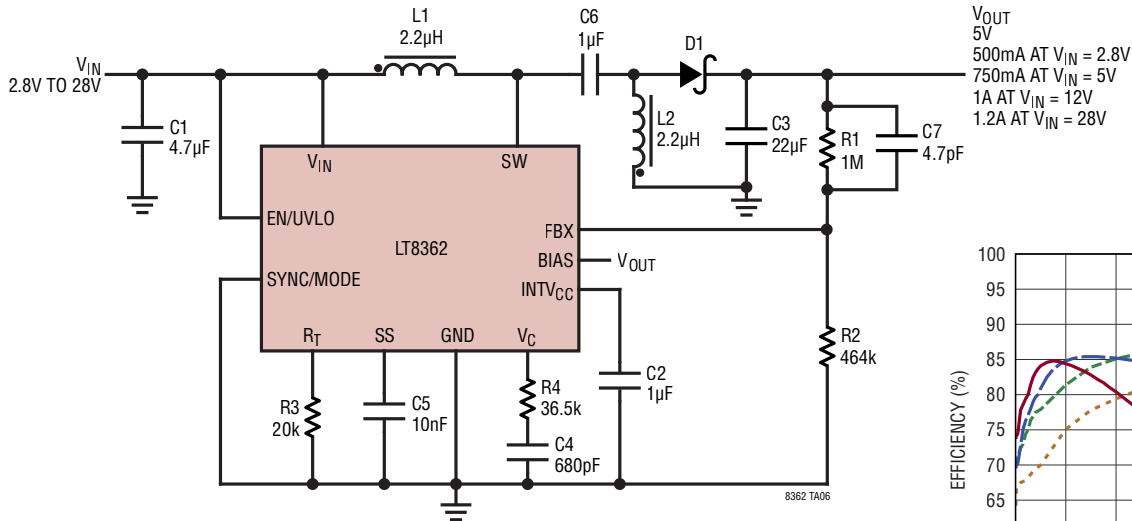 L1
2.2µH
C6
1µF
D1
VIN
2.8V TO 28V
VOUT
5V
500mA AT VIN = 2.8V
750mA AT VIN = 5V
1A AT VIN = 12V
1.2A AT VIN = 28V
C1
4.7µF
L2
2.2µH
C3
22µF
R1
1M
C7
4.7pF
VIN
SW
EN/UVLO
LT8362
FBX
BIAS
VOUT
SYNC/MODE
INTVCC
RT
SS
GND
VC
R2
464k
R3
20k
C5
10nF
R4
36.5k
C4
680pF
C2
1µF
8362 TA06
EFFICIENCY (%)
100
95
90
85
80
75
70
65